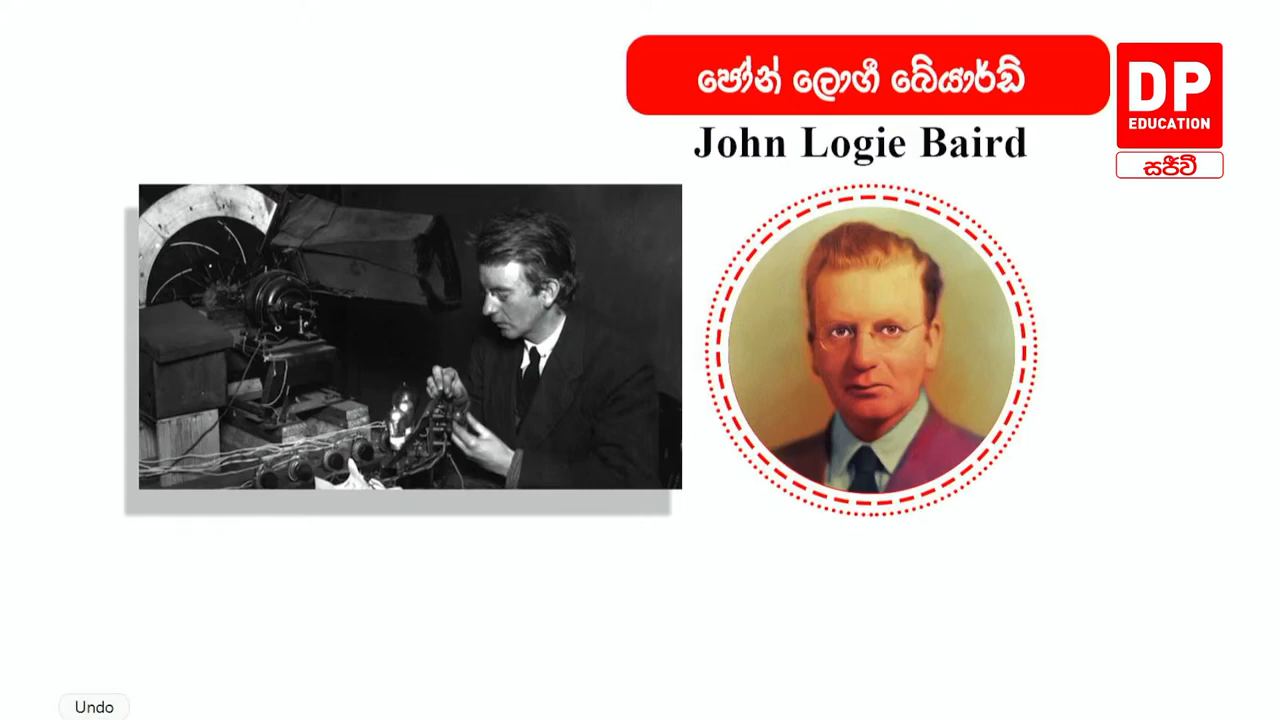 ජෝන් ලොගී බේයාර්ඩ්
John Logie Baird
DP
EDUCATION
සජීවී
Undo